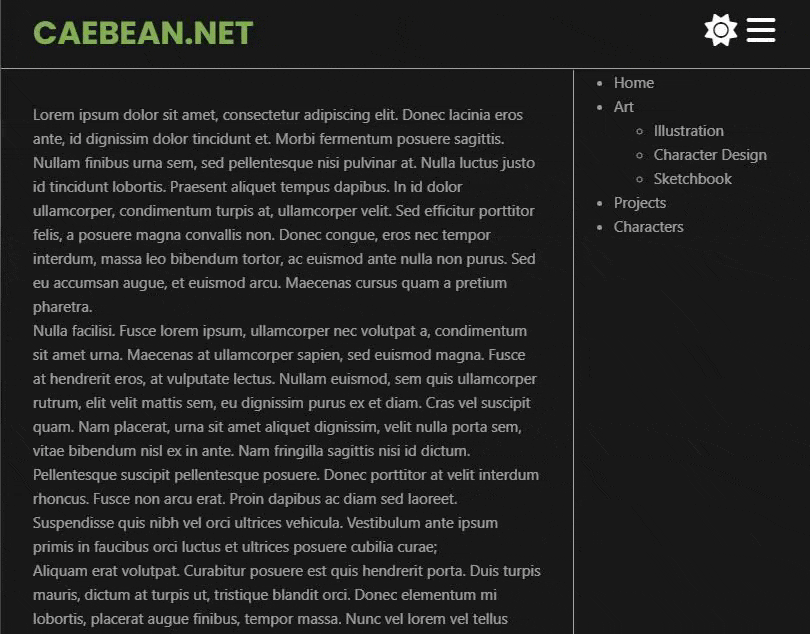 CAEBEAN.NET
Lorem ipsum dolor sit amet, consectetur adipiscing elit. Donec lacinia eros
ante, id dignissim dolor tincidunt et. Morbi fermentum posuere sagittis.
Nullam finibus urna sem, sed pellentesque nisi pulvinar at. Nulla luctus justo
id tincidunt lobortis. Praesent aliquet tempus dapibus. In id dolor
ullamcorper, condimentum turpis at, ullamcorper velit. Sed efficitur porttitor
felis, a posuere magna convallis non. Donec congue, eros nec tempor
interdum, massa leo bibendum tortor, ac euismod ante nulla non purus. Sed
eu accumsan augue, et euismod arcu. Maecenas cursus quam a pretium
pharetra.
Nulla facilisi. Fusce lorem ipsum, ullamcorper nec volutpat a, condimentum
sit amet urna. Maecenas at ullamcorper sapien, sed euismod magna. Fusce
at hendrerit eros, at vulputate lectus. Nullam euismod, sem quis ullamcorper
rutrum, elit velit mattis sem, eu dignissim purus ex et diam. Cras vel suscipit
quam. Nam placerat, urna sit amet aliquet dignissim, velit nulla porta sem,
vitae bibendum nisl ex in ante. Nam fringilla sagittis nisi id dictum.
Pellentesque suscipit pellentesque posuere. Donec porttitor at velit interdum
rhoncus. Fusce non arcu erat. Proin dapibus ac diam sed laoreet.
Suspendisse quis nibh vel orci ultrices vehicula. Vestibulum ante ipsum
primis in faucibus orci luctus et ultrices posuere cubilia curae;
Aliquam erat volutpat. Curabitur posuere est quis hendrerit porta. Duis turpis
mauris, dictum at turpis ut, tristique blandit orci. Donec elementum mi
lobortis, placerat augue finibus, tempor massa. Nunc vel lorem vel tellus
Home
Art
Illustration
Character Design
Sketchbook
Projects
Characters